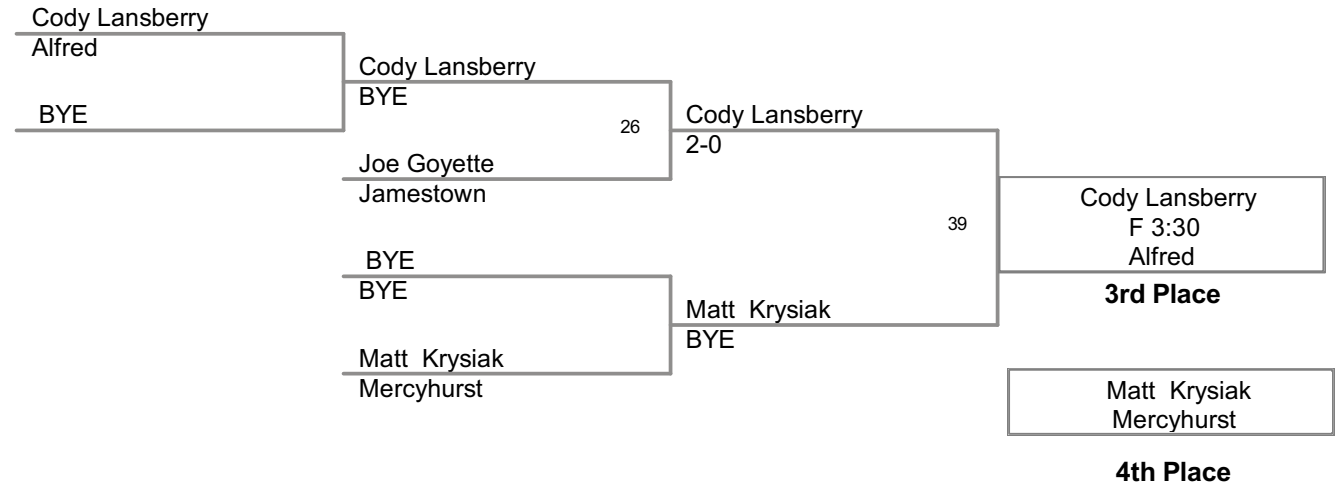 Cody Lansberry
Alfred
BYE
Cody Lansberry
BYE
26
Joe Goyette
Jamestown
Cody Lansberry
2-0
BYE
BYE
Matt Krysiak
Mercyhurst
Matt Krysiak
BYE
39
Cody Lansberry
F 3:30
Alfred
3rd Place
Matt Krysiak
Mercyhurst
4th Place